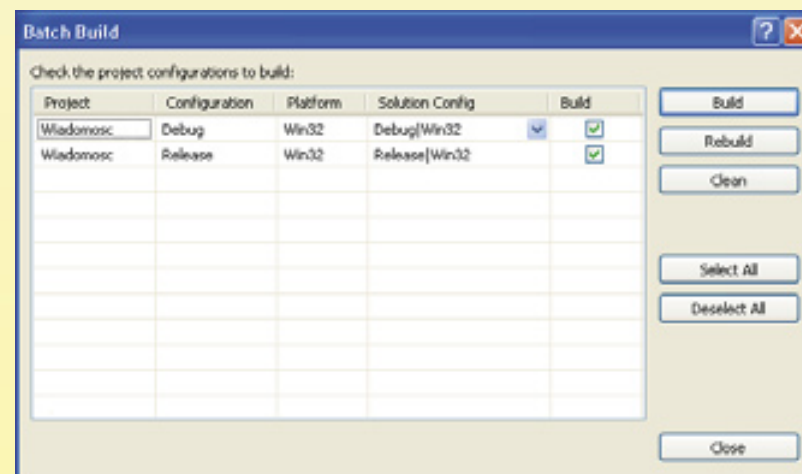 Batch Build
Check the project configurations to build:
Project Configuration Platform Solution Config Build
Wiadomosc Debug Win32 Debug|Win32
Wiadomosc Release Win32 Release|Win32
Build
Rebuild
Clean
Select All
Deselect All
Close